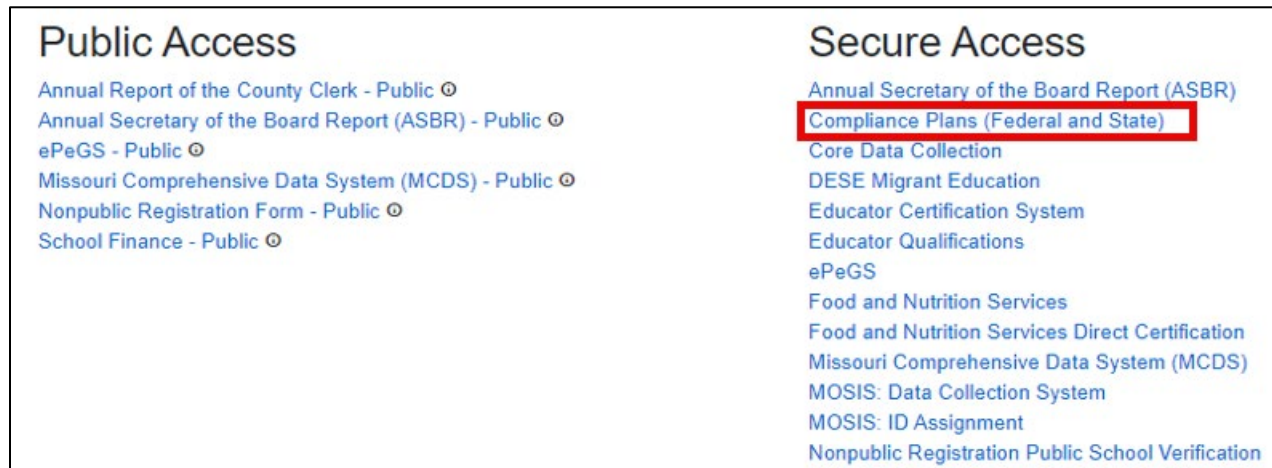 Public Access
Annual Report of the County Clerk - Public
Annual Secretary of the Board Report (ASBR) - Public
ePeGS - Public
Missouri Comprehensive Data System (MCDS) - Public
Nonpublic Registration Form - Public
School Finance - Public
Secure Access
Annual Secretary of the Board Report (ASBR)
Compliance Plans (Federal and State)
Core Data Collection
DESE Migrant Education
Educator Certification System
Educator Qualifications
ePeGS
Food and Nutrition Services
Food and Nutrition Services Direct Certification
Missouri Comprehensive Data System (MCDS)
MOSIS: Data Collection System
MOSIS: ID Assignment
Nonpublic Registration Public School Verification